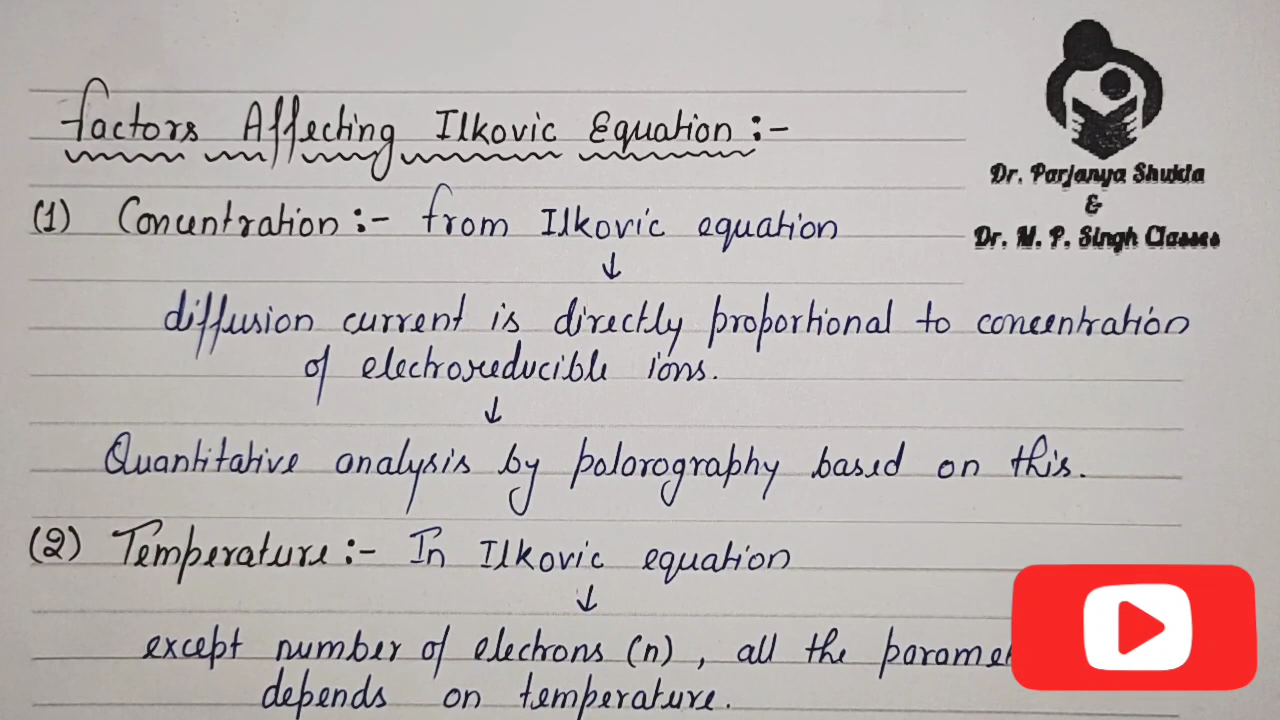 Factors Affecting Ilkovic Equation :-
Dr. Parjanya Shukla
&
Dr. M. P. Singh Classes
(1) Concentration :- from Ilkovic equation
↓
diffusion current is directly proportional to concentration
of electroreducible ions.
↓
Quantitative analysis by polorography based on this.
(2) Temperature :- In Ilkovic equation
↓
except number of electrons (n), all the
depends on temperature.